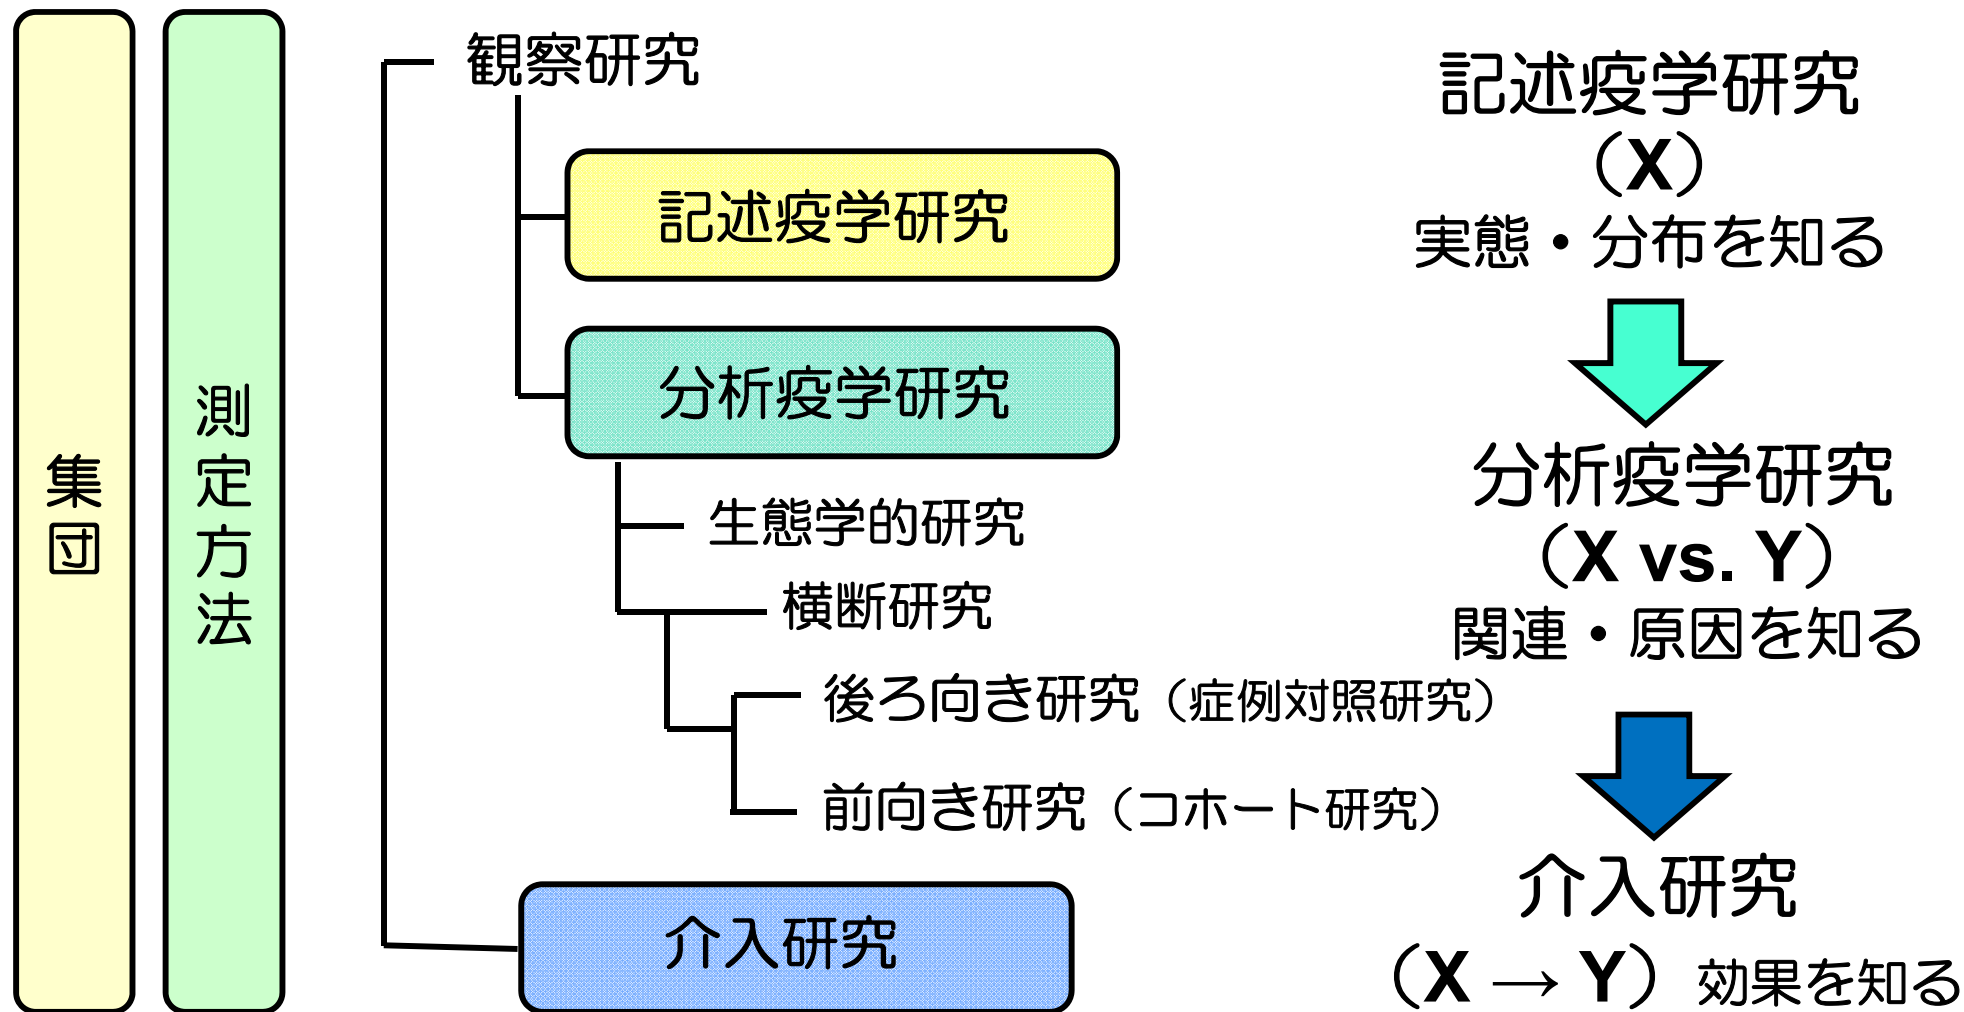 集団
測定方法
観察研究
記述疫学研究
分析疫学研究
生態学的研究
横断研究
後ろ向き研究（症例対照研究）
前向き研究（コホート研究）
介入研究
記述疫学研究
（X）
実態・分布を知る
分析疫学研究
（X vs. Y）
関連・原因を知る
介入研究
（X → Y）効果を知る